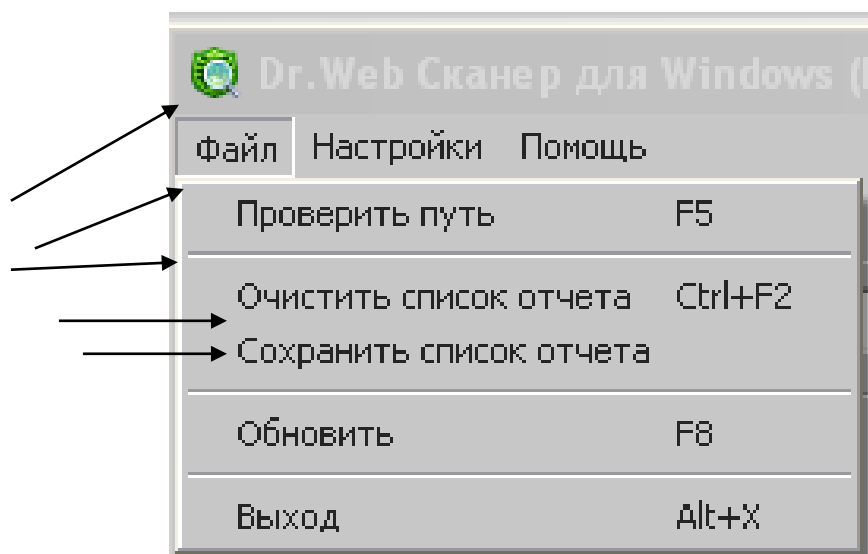 Dr.Web Сканер для Windows (
Файл Настройки Помощь
Проверить путь F5
Очистить список отчета Ctrl+F2
Сохранить список отчета
Обновить F8
Выход Alt+X